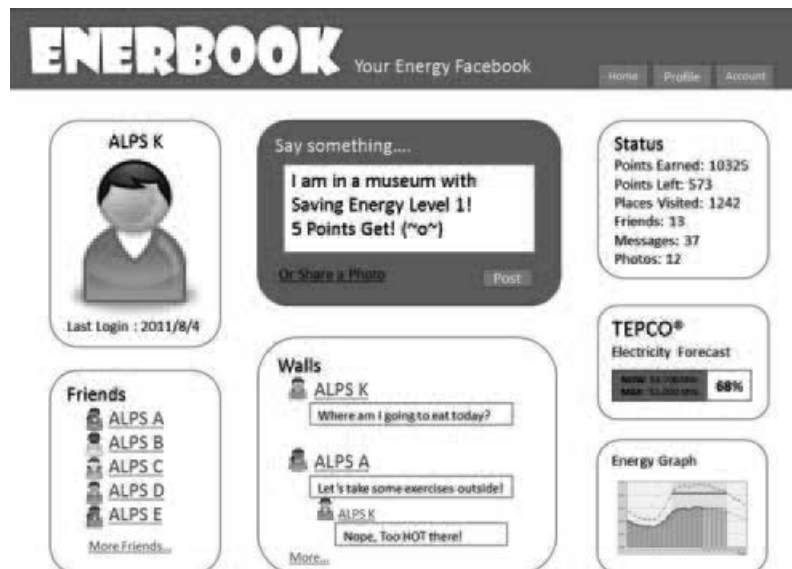 ENERBOOK Your Energy Facebook
Home Profile Account
ALPS K
Last Login : 2011/8/4
Friends
ALPS A
ALPS B
ALPS C
ALPS D
ALPS E
More Friends...
Say something....
I am in a museum with
Saving Energy Level 1!
5 Points Get! (~o~)
Or Share a Photo
Post
Walls
ALPS K
Where am I going to eat today?
ALPS A
Let's take some exercises outside!
ALPS K
Nope, Too HOT there!
More...
Status
Points Earned: 10325
Points Left: 573
Places Visited: 1242
Friends: 13
Messages: 37
Photos: 12
TEPCO®
Electricity Forecast
68%
Energy Graph